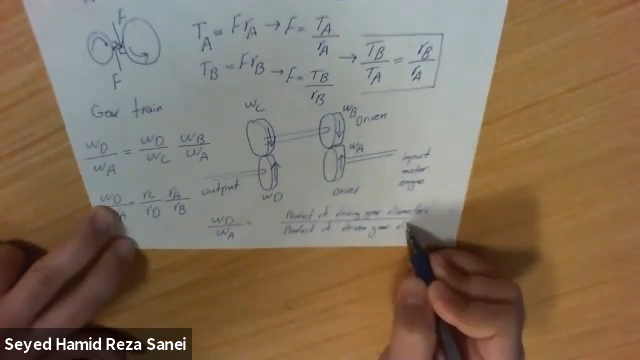 F
T_A = F r_A → F = T_A / r_A
T_B = F r_B → F = T_B / r_B
→ T_B / T_A = r_B / r_A
F
Gear train
ω_C
ω_B
Driven
ω_D / ω_A = ω_D / ω_C ω_B / ω_A
ω_A
input
motor
engine
output
ω_D
Driver
r_C / r_D r_A / r_B
ω_D / ω_A = Product of driving gear diameters
Product of driven gear
Seyed Hamid Reza Sanei